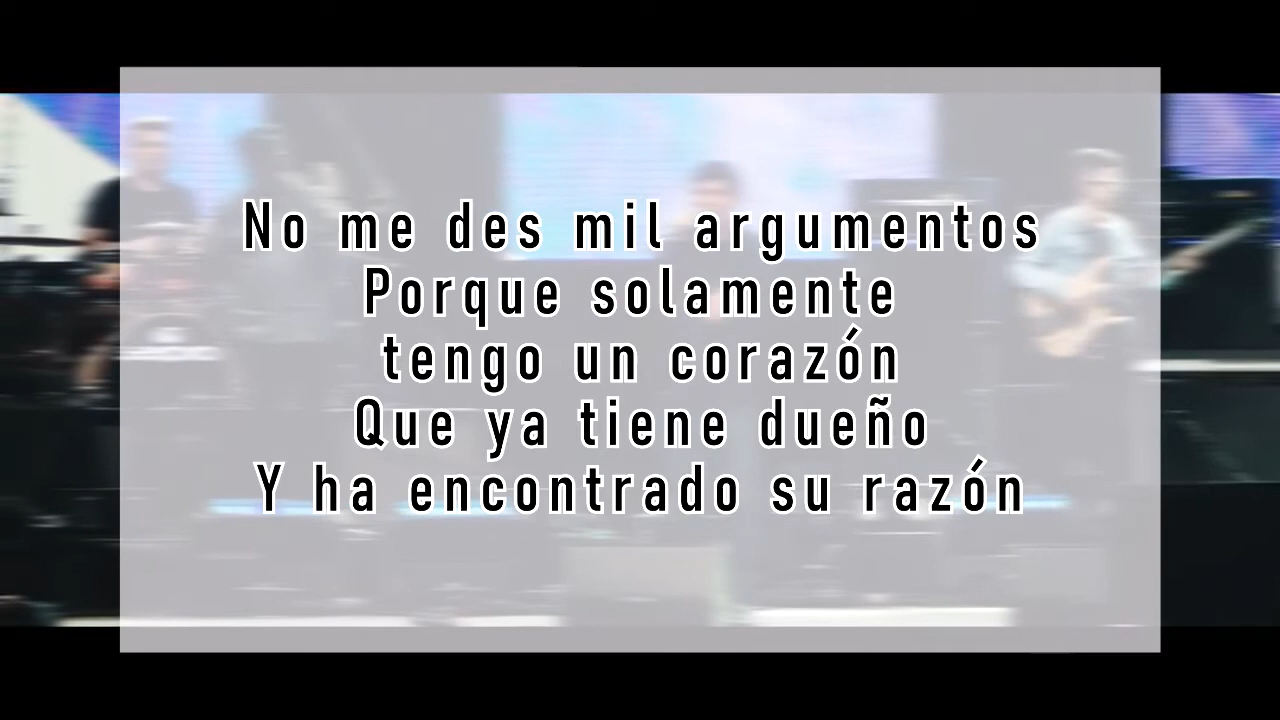 No me des mil argumentos
Porque solamente
tengo un corazón
Que ya tiene dueño
Y ha encontrado su razón